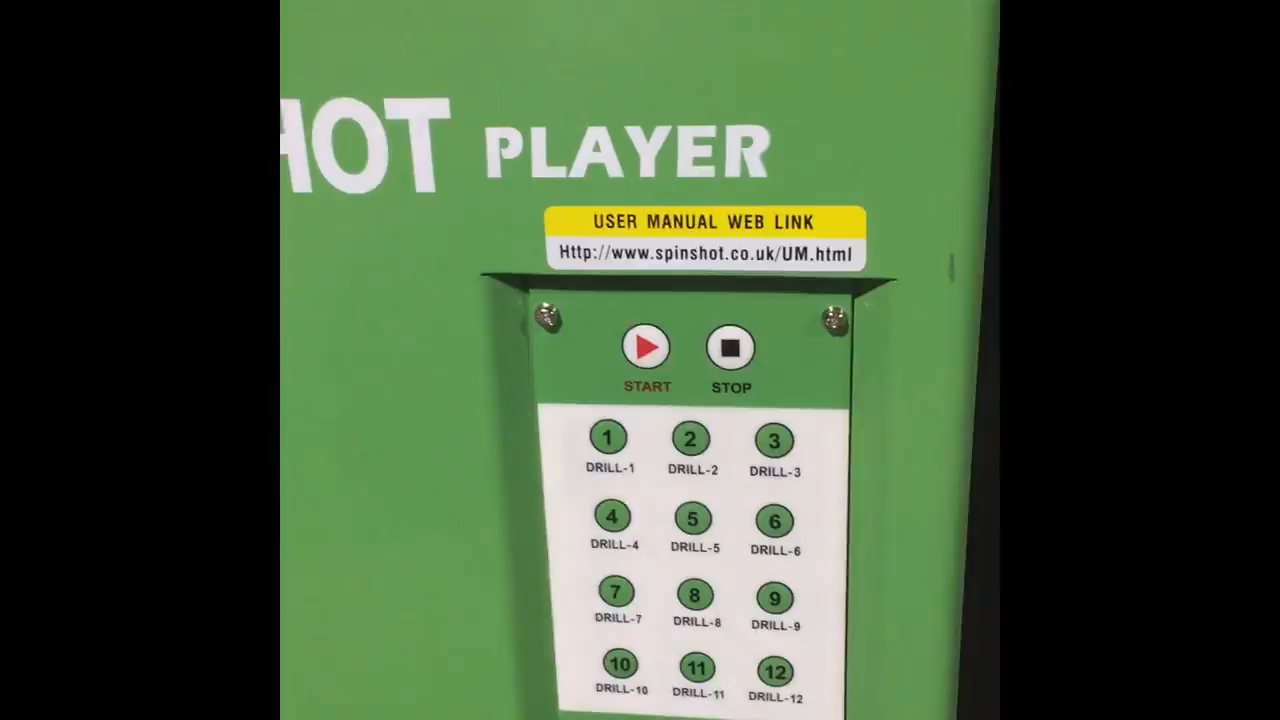 HOT PLAYER
USER MANUAL WEB LINK
Http://www.spinshot.co.uk/UM.html
START STOP
1 2 3
DRILL-1 DRILL-2 DRILL-3
4 5 6
DRILL-4 DRILL-5 DRILL-6
7 8 9
DRILL-7 DRILL-8 DRILL-9
10 11 12
DRILL-10 DRILL-11 DRILL-12